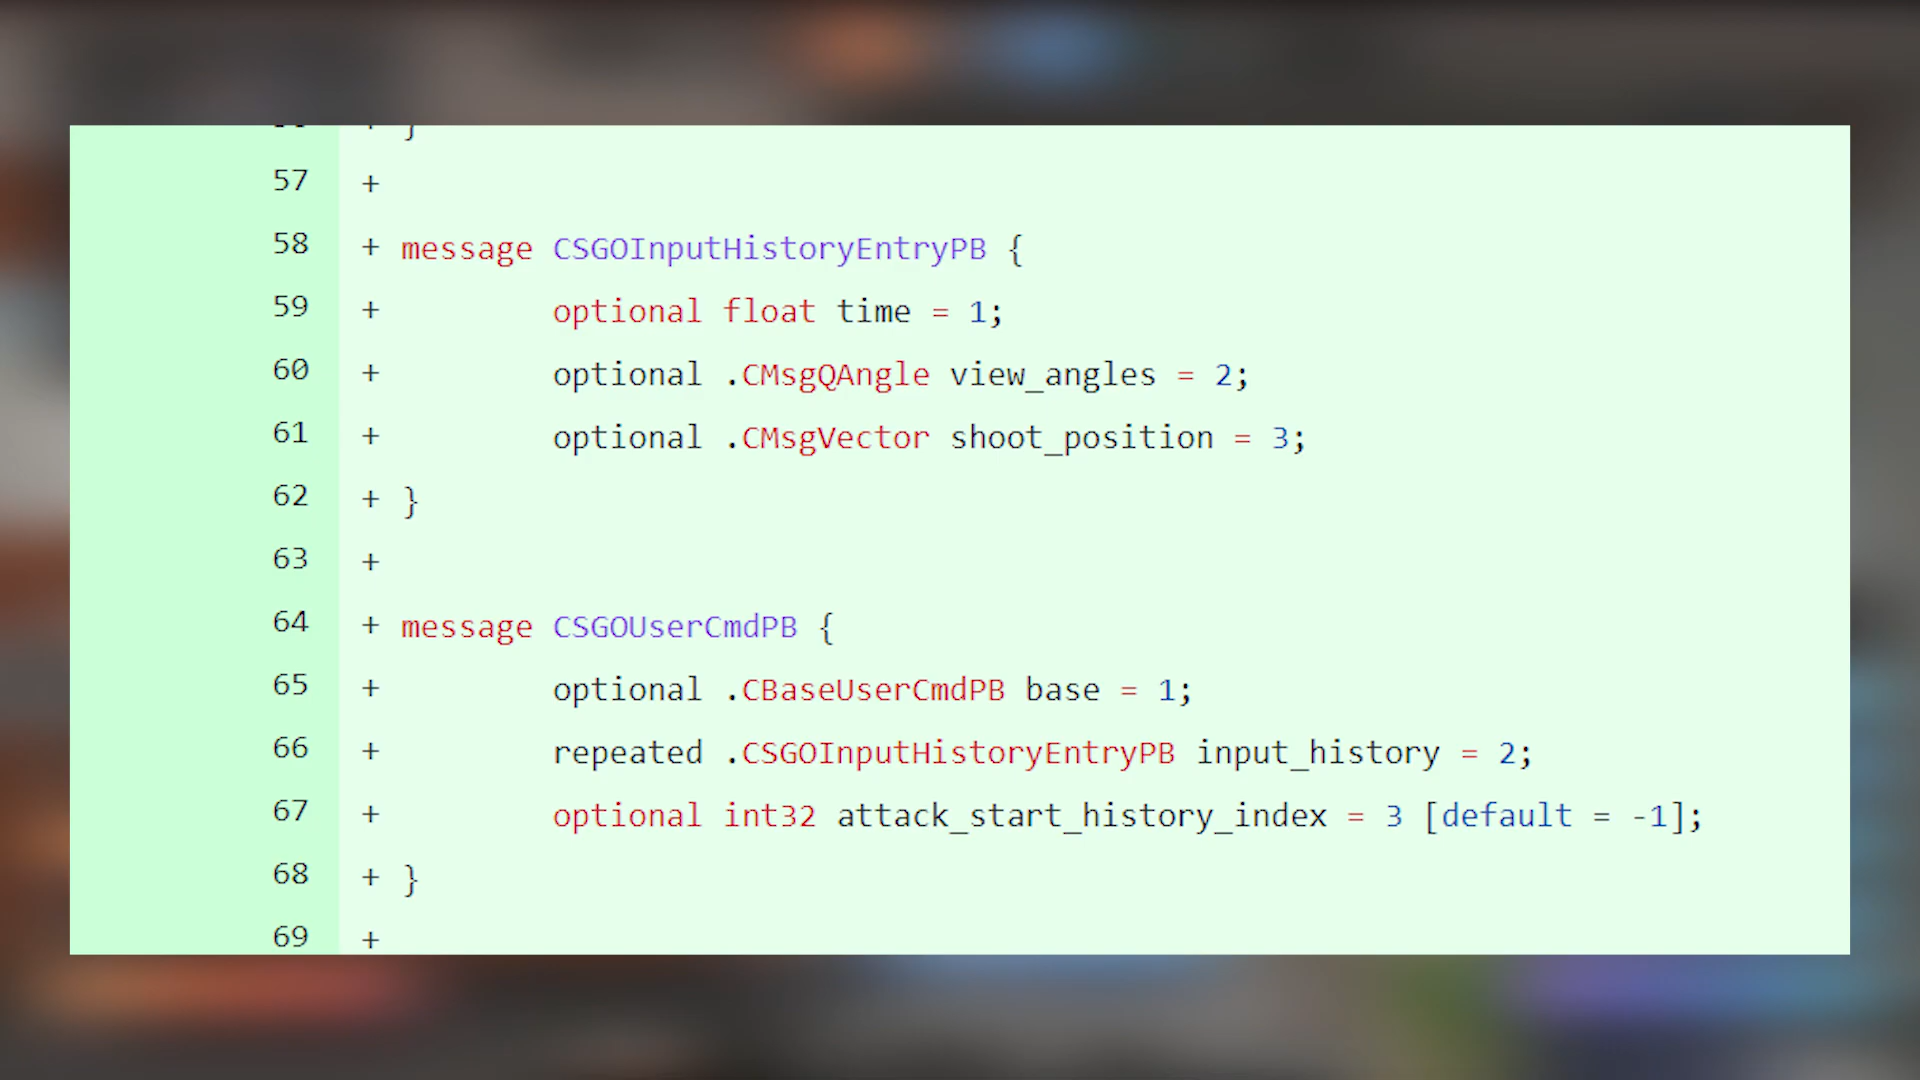 57 +
58 + message CSGOInputHistoryEntryPB {
59 + optional float time = 1;
60 + optional .CMsgQAngle view_angles = 2;
61 + optional .CMsgVector shoot_position = 3;
62 + }
63 +
64 + message CSGOUserCmdPB {
65 + optional .CBaseUserCmdPB base = 1;
66 + repeated .CSGOInputHistoryEntryPB input_history = 2;
67 + optional int32 attack_start_history_index = 3 [default = -1];
68 + }
69 +